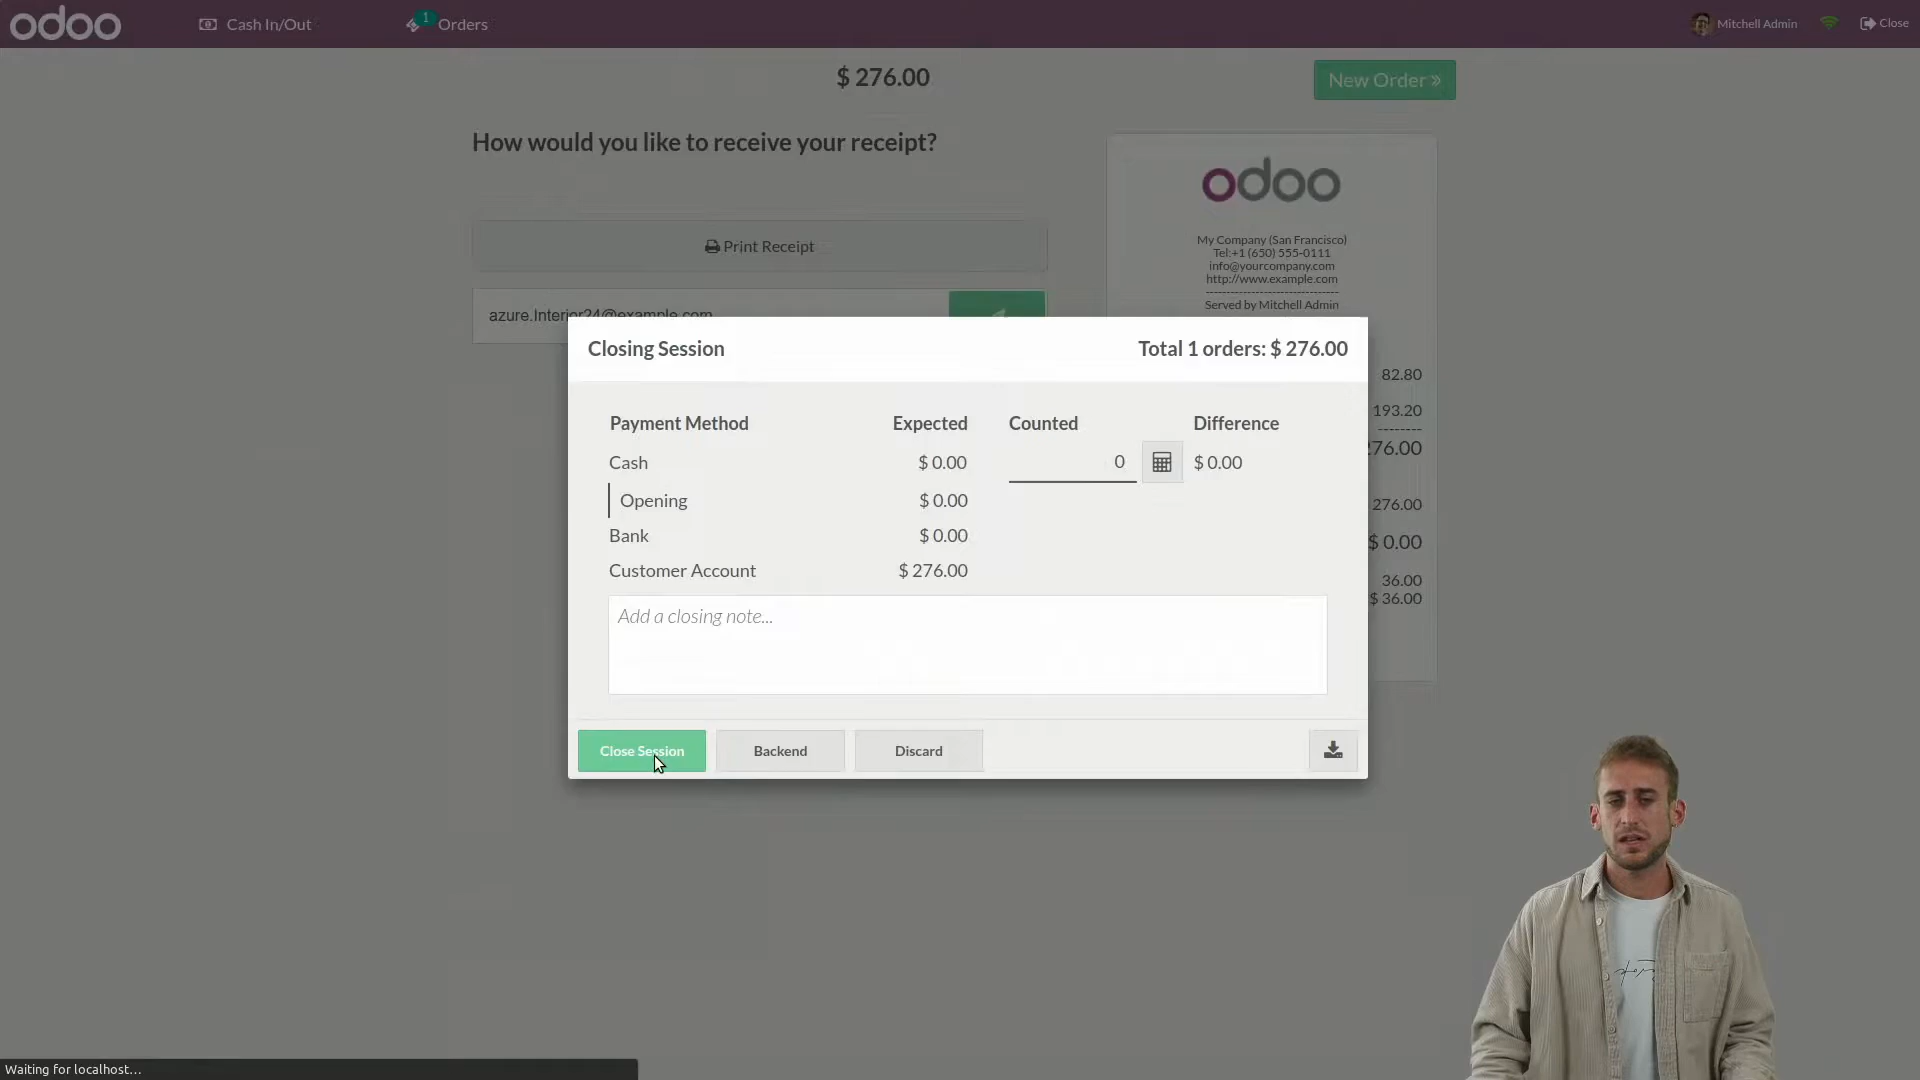 odoo
Cash In/Out
1
Orders
Mitchell Admin
Close
$ 276.00
New Order
How would you like to receive your receipt?
Print Receipt
azure.Interior24@example.com
odoo
My Company (San Francisco)
Tel:+1 (650) 555-0111
info@yourcompany.com
http://www.example.com
--------------------------------
Served by Mitchell Admin
82.80
193.20
--------
276.00
276.00
$ 0.00
36.00
$ 36.00
Closing Session
Total 1 orders: $ 276.00
Payment Method Expected Counted Difference
Cash $ 0.00 0 $ 0.00
Opening $ 0.00
Bank $ 0.00
Customer Account $ 276.00
Add a closing note...
Close Session
Backend
Discard
Waiting for localhost...